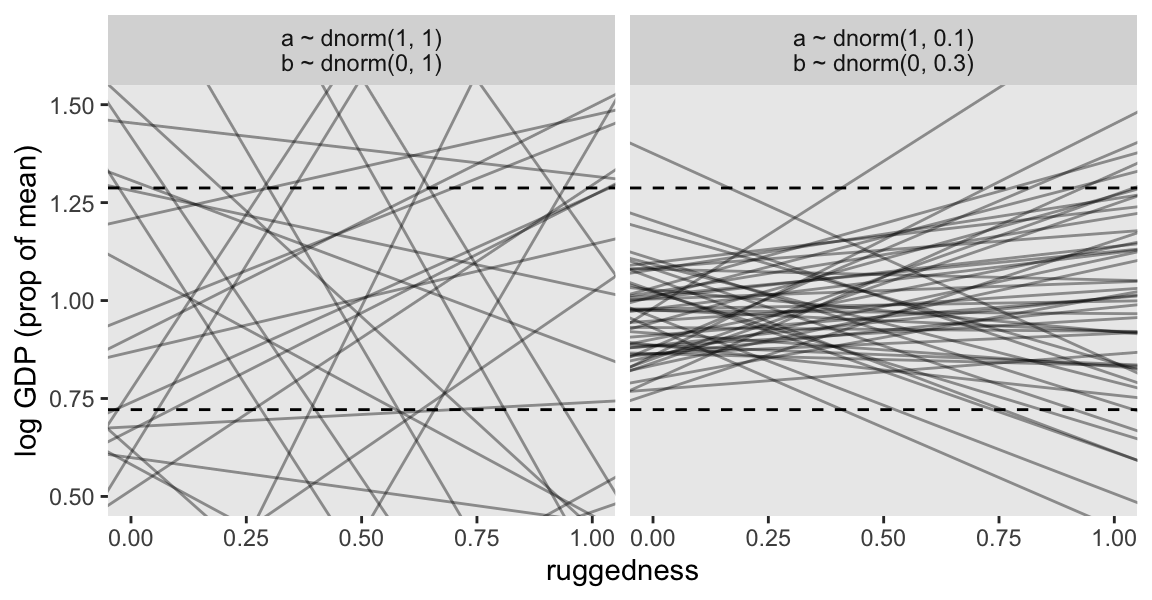 a ~ dnorm(1, 1)
b ~ dnorm(0, 1)
a ~ dnorm(1, 0.1)
b ~ dnorm(0, 0.3)
log GDP (prop of mean)
1.50
1.25
1.00
0.75
0.50
0.00 0.25 0.50 0.75 1.00
0.00 0.25 0.50 0.75 1.00
ruggedness